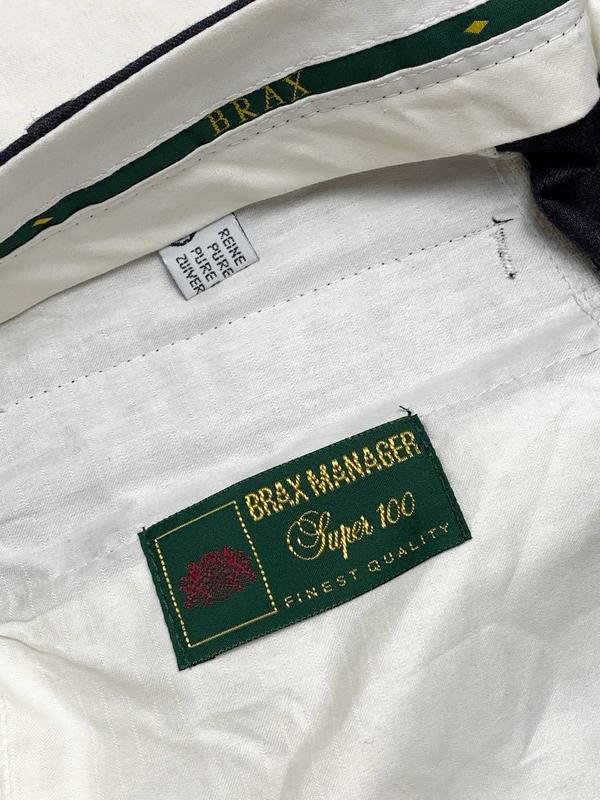 BRAX
REINE
PURE
PURE
ZUIVER
BRAX MANAGER
Super 100
FINEST QUALITY